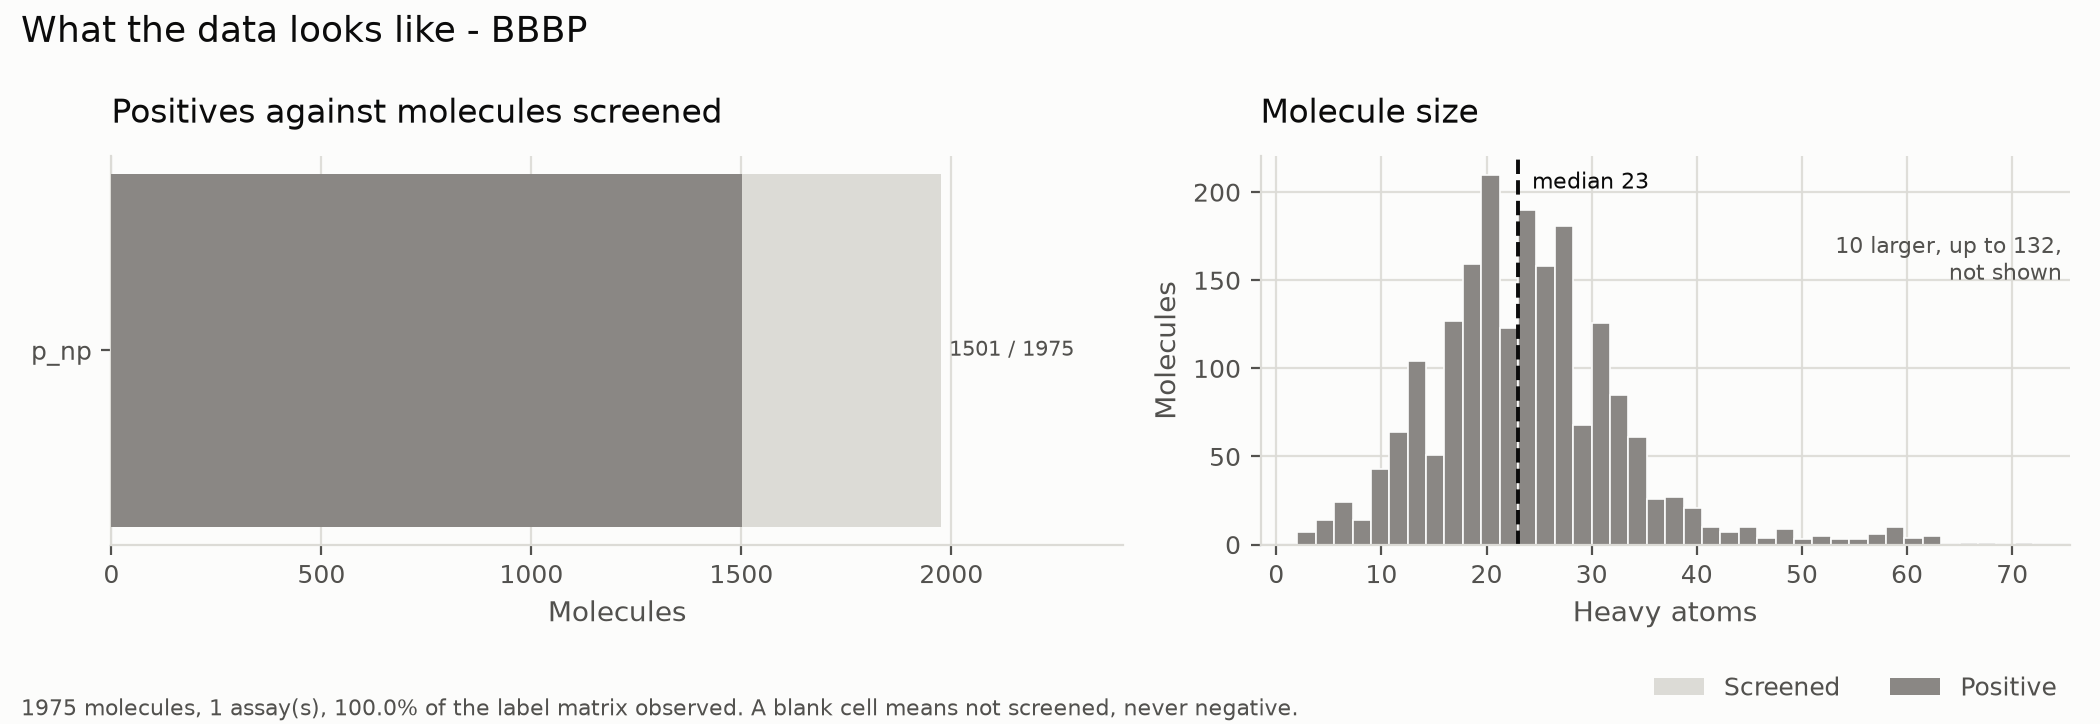 What the data looks like - BBBP
Positives against molecules screened
p_np
1501 / 1975
0 500 1000 1500 2000
Molecules
Molecule size
median 23
10 larger, up to 132,
not shown
Molecules
200
150
100
50
0
0 10 20 30 40 50 60 70
Heavy atoms
Screened Positive
1975 molecules, 1 assay(s), 100.0% of the label matrix observed. A blank cell means not screened, never negative.